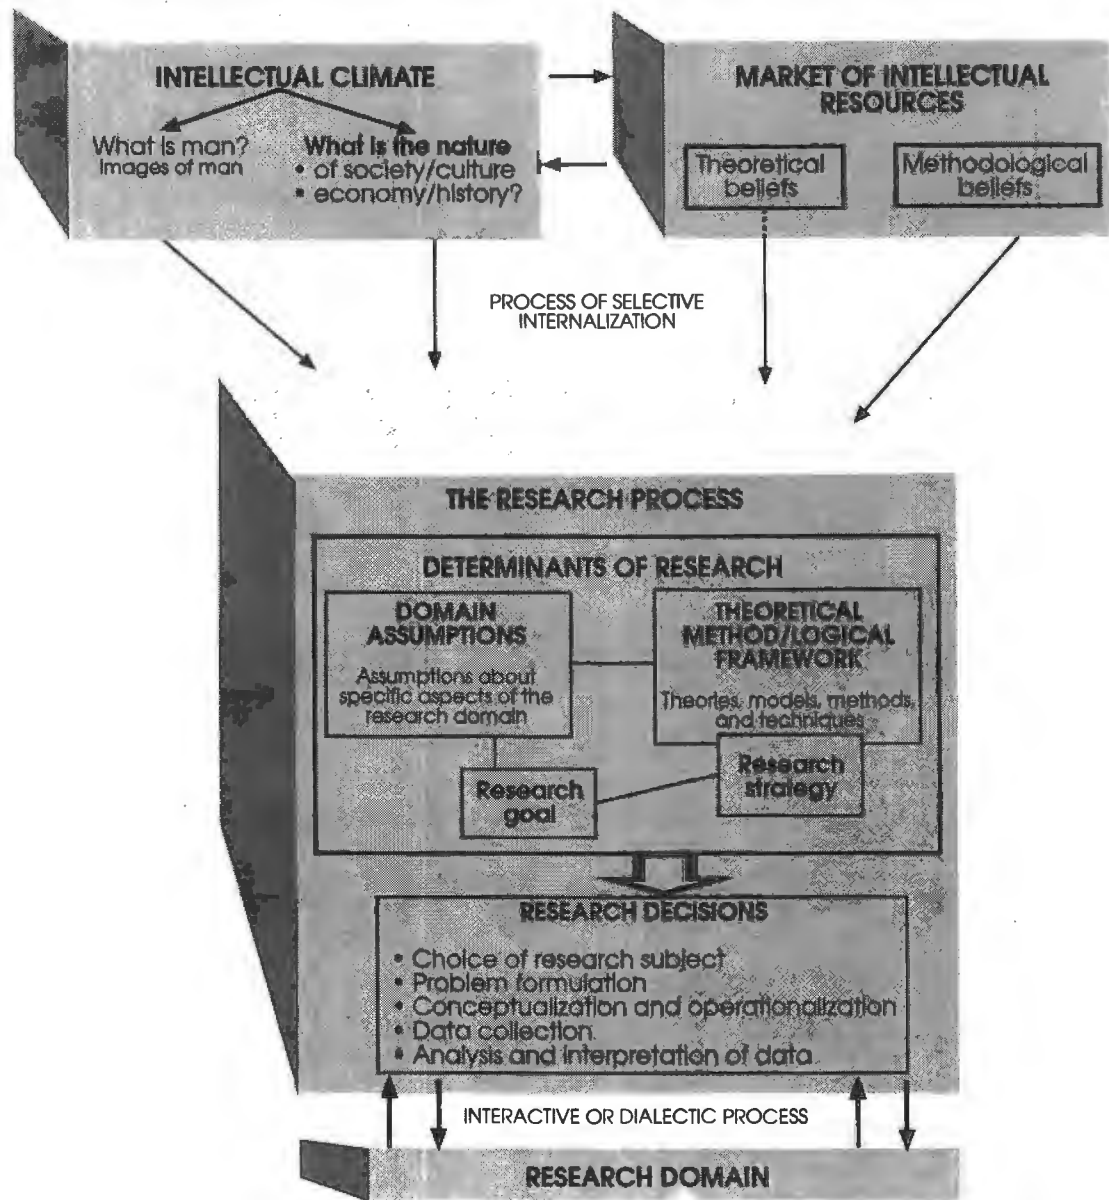 INTELLECTUAL CLIMATE
What is man?
Images of man
What is the nature
• of society/culture
• economy/history?
MARKET OF INTELLECTUAL
RESOURCES
Theoretical
beliefs
Methodological
beliefs
PROCESS OF SELECTIVE
INTERNALIZATION
THE RESEARCH PROCESS
DETERMINANTS OF RESEARCH
DOMAIN
ASSUMPTIONS
Assumptions about
specific aspects of the
research domain
THEORETICAL
METHOD/LOGICAL
FRAMEWORK
Theories, models, methods,
and techniques
Research
goal
Research
strategy
RESEARCH DECISIONS
• Choice of research subject
• Problem formulation
• Conceptualization and operationalization
• Data collection
• Analysis and interpretation of data
INTERACTIVE OR DIALECTIC PROCESS
RESEARCH DOMAIN